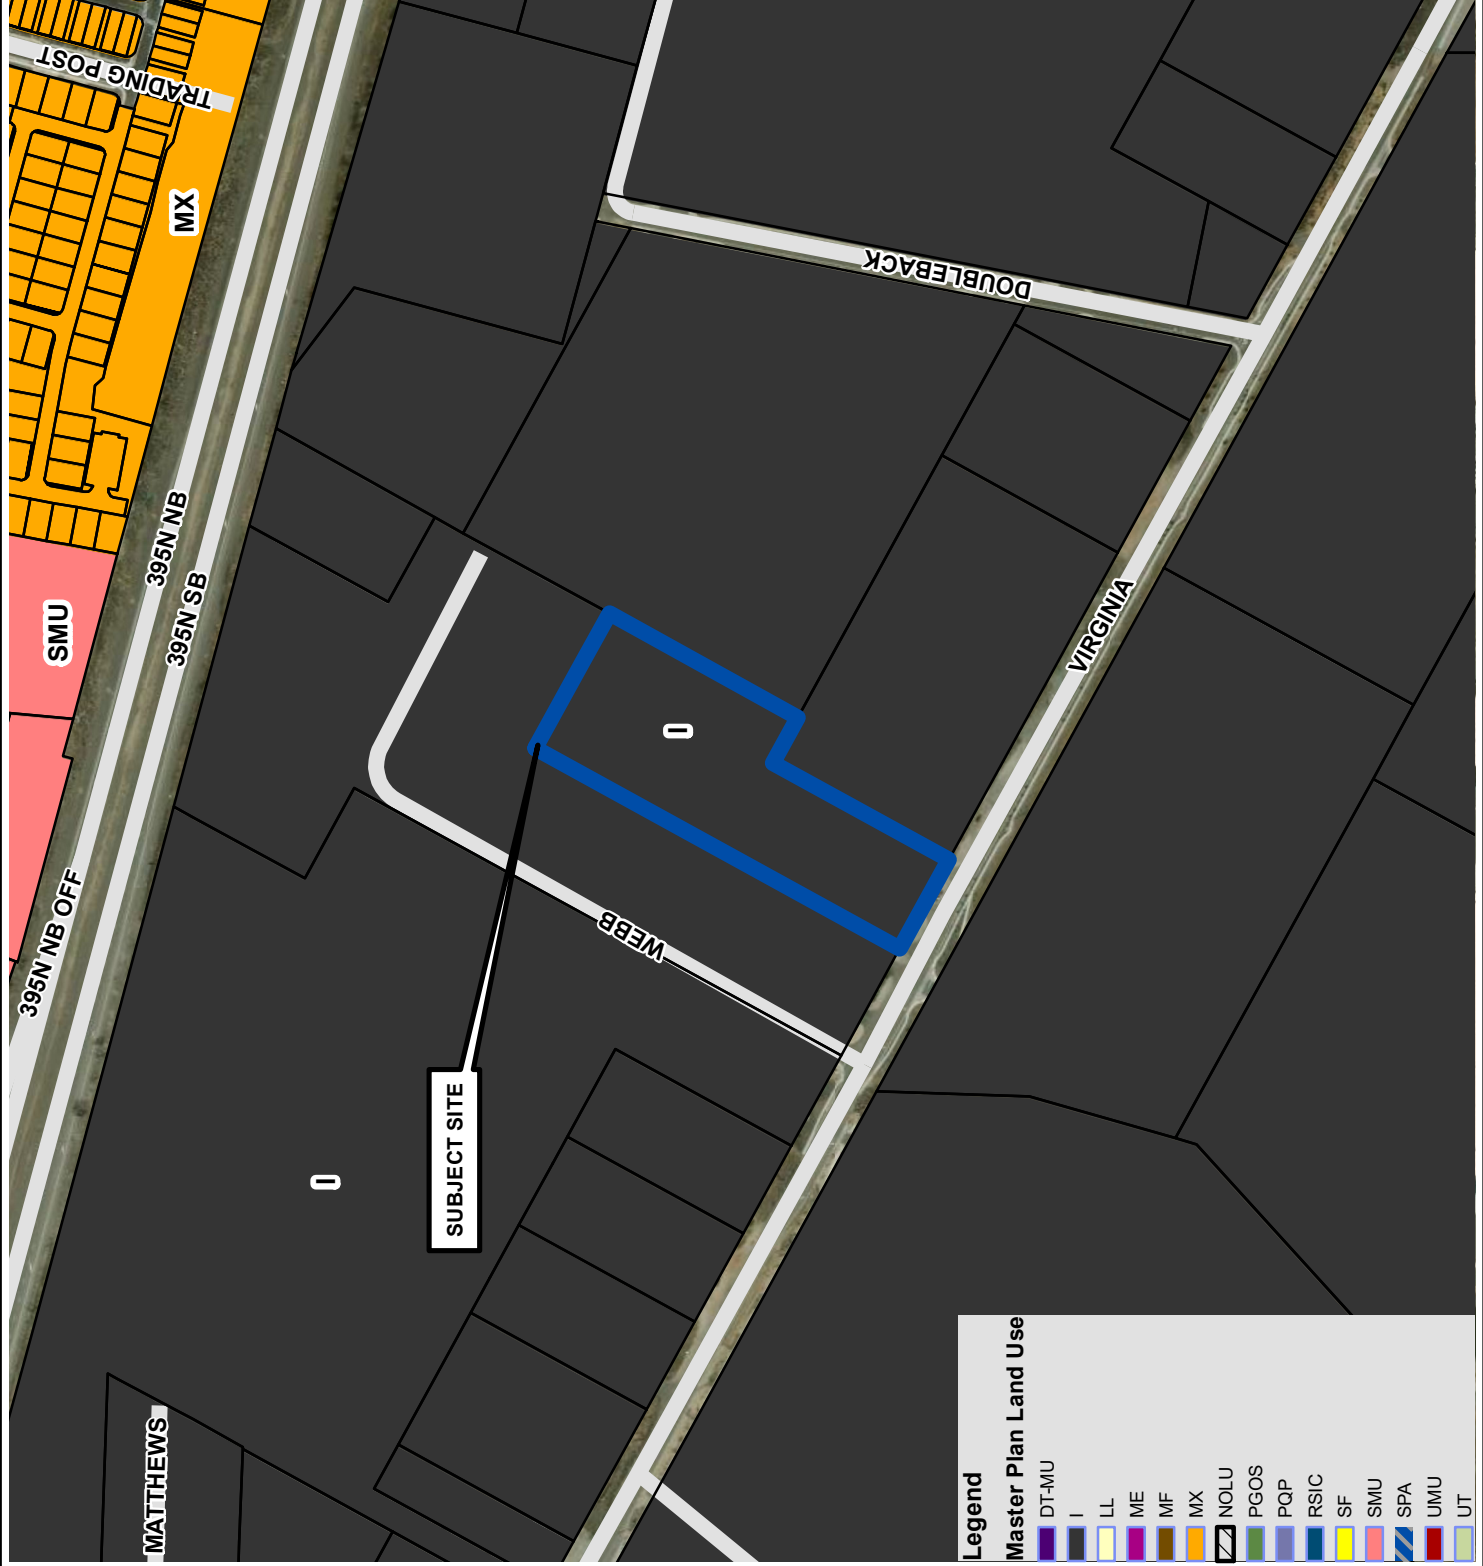 TRADING POST
MX
SMU
395N NB
395N SB
395N NB OFF
DOUBLEBACK
VIRGINIA
I
WEBB
SUBJECT SITE
I
MATTHEWS
Legend
Master Plan Land Use
DT-MU
I
LL
ME
MF
MX
NOLU
PGOS
PQP
RSIC
SF
SMU
SPA
UMU
UT